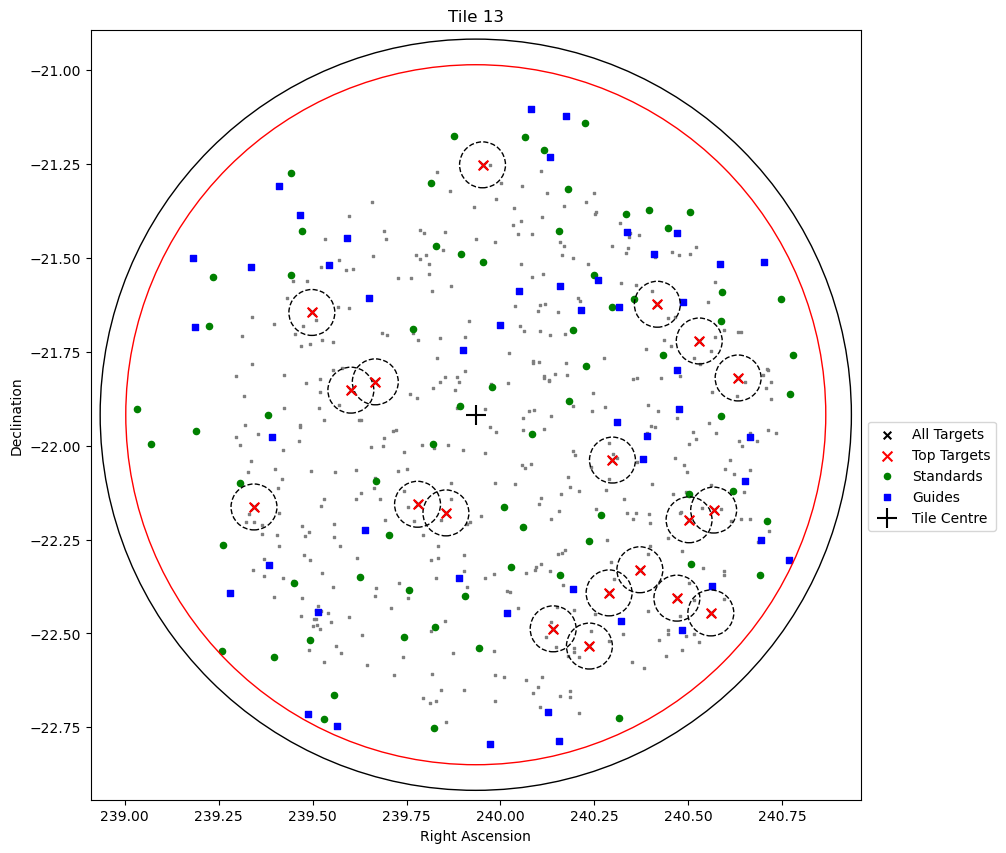 Tile 13
Declination
−21.00
−21.25
−21.50
−21.75
−22.00
−22.25
−22.50
−22.75
239.00 239.25 239.50 239.75 240.00 240.25 240.50 240.75
Right Ascension
All Targets
Top Targets
Standards
Guides
Tile Centre